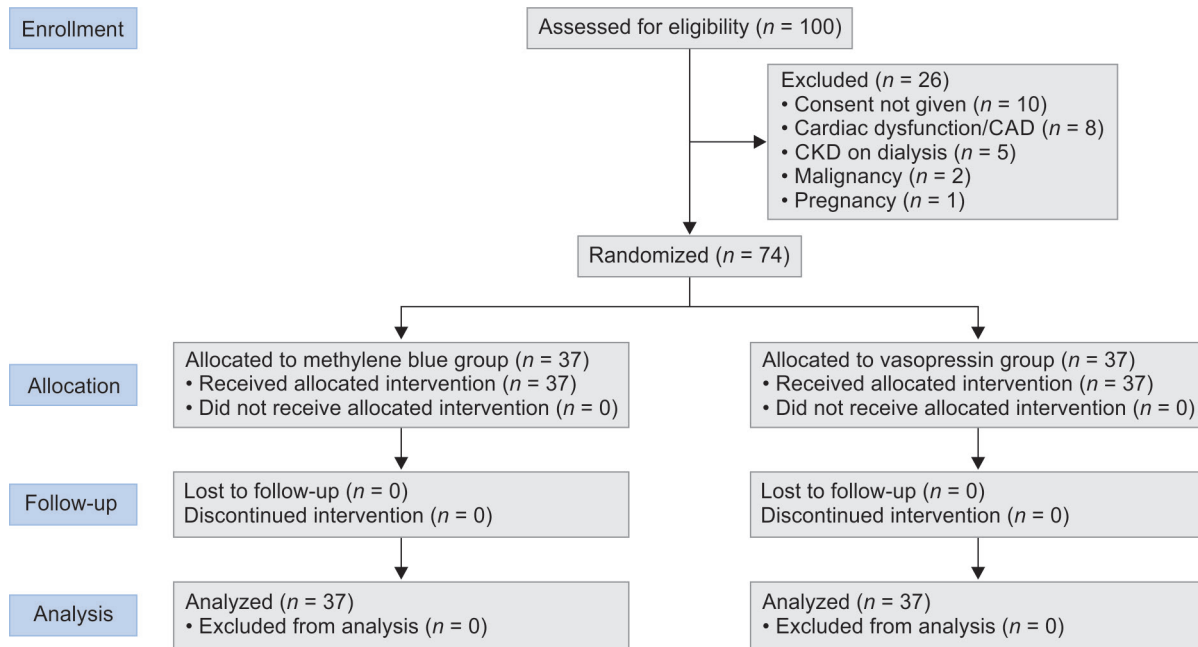 Enrollment
Assessed for eligibility (n = 100)
Excluded (n = 26)
• Consent not given (n = 10)
• Cardiac dysfunction/CAD (n = 8)
• CKD on dialysis (n = 5)
• Malignancy (n = 2)
• Pregnancy (n = 1)
Randomized (n = 74)
Allocation
Allocated to methylene blue group (n = 37)
• Received allocated intervention (n = 37)
• Did not receive allocated intervention (n = 0)
Allocated to vasopressin group (n = 37)
• Received allocated intervention (n = 37)
• Did not receive allocated intervention (n = 0)
Follow-up
Lost to follow-up (n = 0)
Discontinued intervention (n = 0)
Lost to follow-up (n = 0)
Discontinued intervention (n = 0)
Analysis
Analyzed (n = 37)
• Excluded from analysis (n = 0)
Analyzed (n = 37)
• Excluded from analysis (n = 0)